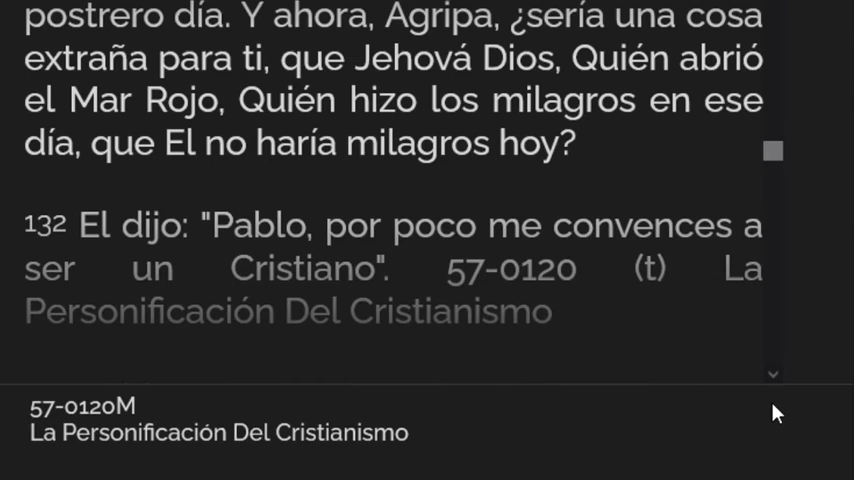 postrero día. Y ahora, Agripa, ¿sería una cosa
extraña para ti, que Jehová Dios, Quién abrió
el Mar Rojo, Quién hizo los milagros en ese
día, que El no haría milagros hoy?
132 El dijo: "Pablo, por poco me convences a
ser un Cristiano". 57-0120 (t) La
Personificación Del Cristianismo
57-0120M
La Personificación Del Cristianismo